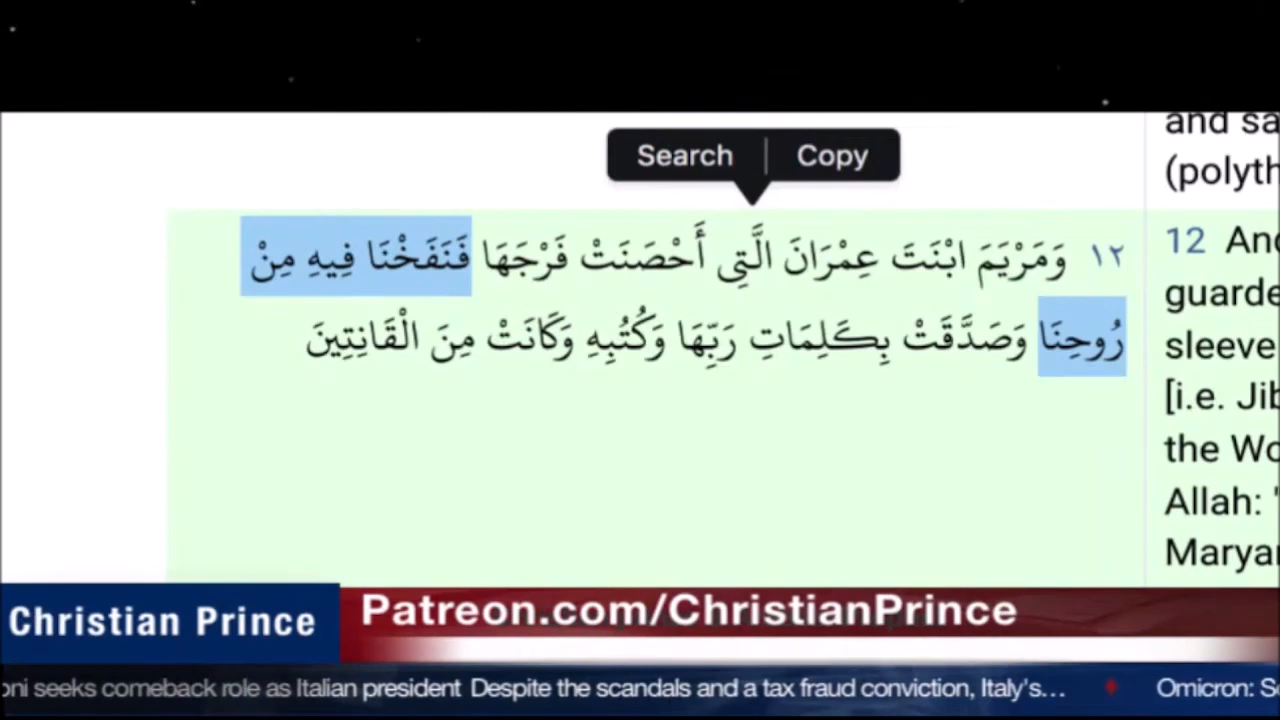 and sa
(polyth
Search Copy
١٢ وَمَرْيَمَ ابْنَتَ عِمْرَانَ الَّتِي أَحْصَنَتْ فَرْجَهَا فَنَفَخْنَا فِيهِ مِنْ
رُوحِنَا وَصَدَّقَتْ بِكَلِمَاتِ رَبِّهَا وَكُتُبِهِ وَكَانَتْ مِنَ الْقَانِتِينَ
12 And
guarde
sleeve
[i.e. Jib
the Wo
Allah: "
Marya
Christian Prince
Patreon.com/ChristianPrince
oni seeks comeback role as Italian president Despite the scandals and a tax fraud conviction, Italy's… Omicron: S